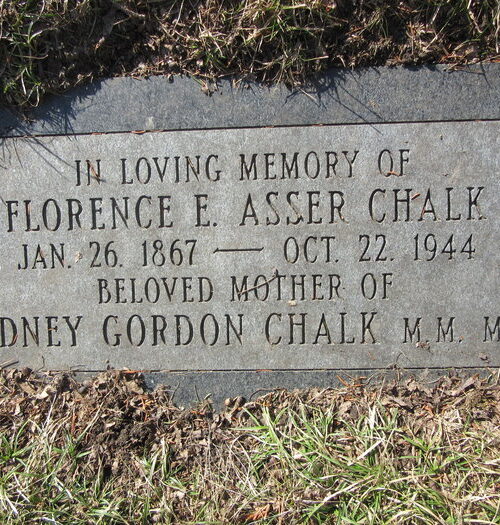 IN LOVING MEMORY OF
FLORENCE E. ASSER CHALK
JAN. 26. 1867 — OCT. 22. 1944
BELOVED MOTHER OF
DNEY GORDON CHALK M.M. M